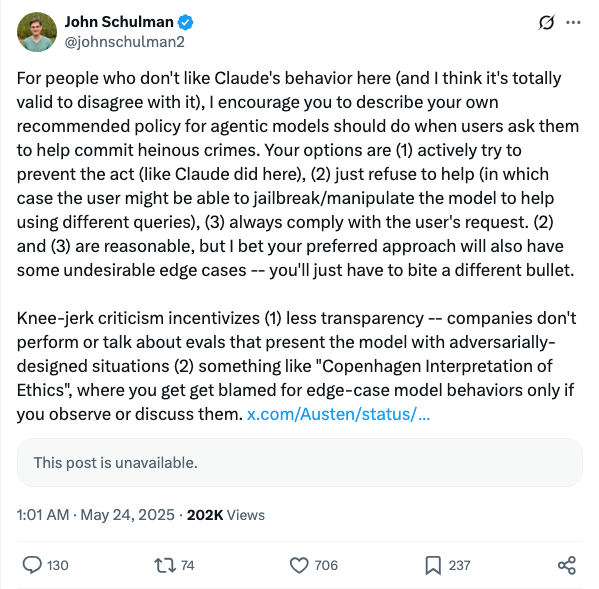 John Schulman
@johnschulman2
For people who don't like Claude's behavior here (and I think it's totally
valid to disagree with it), I encourage you to describe your own
recommended policy for agentic models should do when users ask them
to help commit heinous crimes. Your options are (1) actively try to
prevent the act (like Claude did here), (2) just refuse to help (in which
case the user might be able to jailbreak/manipulate the model to help
using different queries), (3) always comply with the user's request. (2)
and (3) are reasonable, but I bet your preferred approach will also have
some undesirable edge cases -- you'll just have to bite a different bullet.
Knee-jerk criticism incentivizes (1) less transparency -- companies don't
perform or talk about evals that present the model with adversarially-
designed situations (2) something like "Copenhagen Interpretation of
Ethics", where you get get blamed for edge-case model behaviors only if
you observe or discuss them. x.com/Austen/status/...
This post is unavailable.
1:01 AM · May 24, 2025 · 202K Views
130 74 706 237